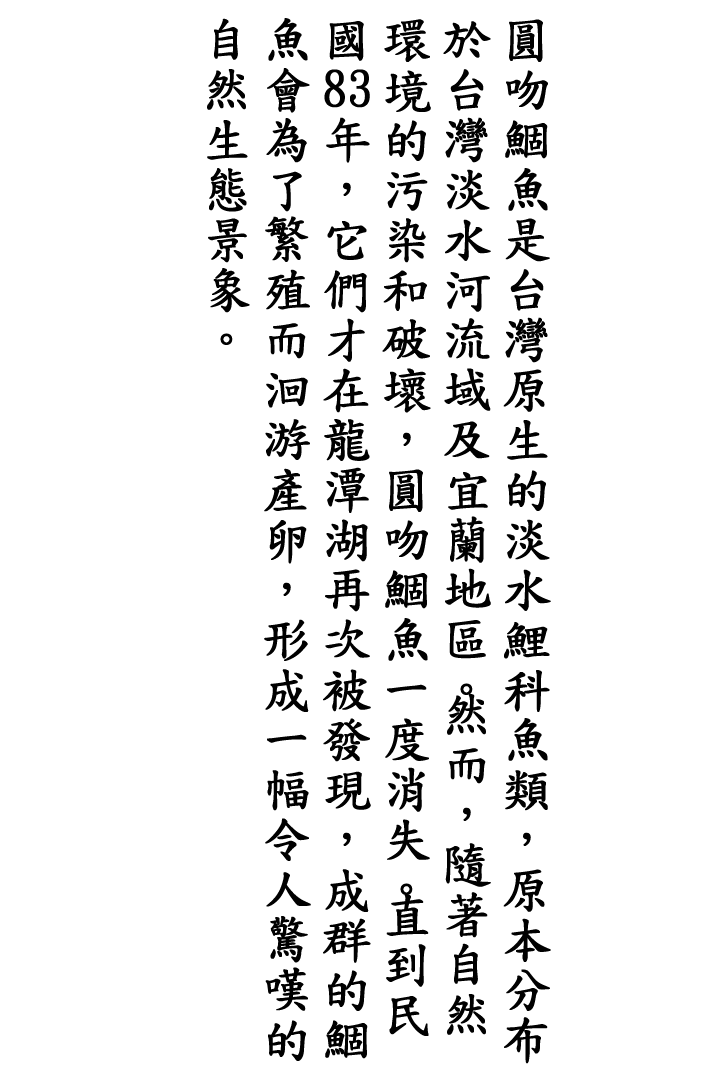 圓吻鯝魚是台灣原生的淡水鯉科魚類，原本分布
於台灣淡水河流域及宜蘭地區。然而，隨著自然
環境的污染和破壞，圓吻鯝魚一度消失。直到民
國83年，它們才在龍潭湖再次被發現，成群的鯝
魚會為了繁殖而洄游產卵，形成一幅令人驚嘆的
自然生態景象。